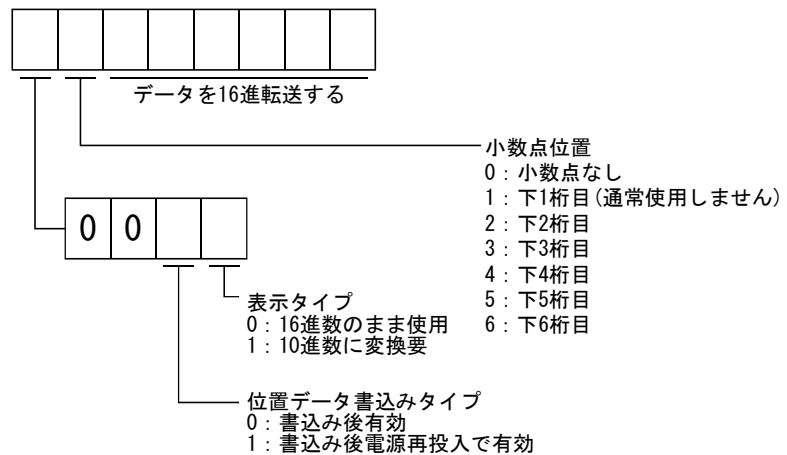 データを16進転送する
小数点位置
0：小数点なし
1：下1桁目(通常使用しません)
2：下2桁目
3：下3桁目
4：下4桁目
5：下5桁目
6：下6桁目
0 0
表示タイプ
0：16進数のまま使用
1：10進数に変換要
位置データ書込みタイプ
0：書込み後有効
1：書込み後電源再投入で有効